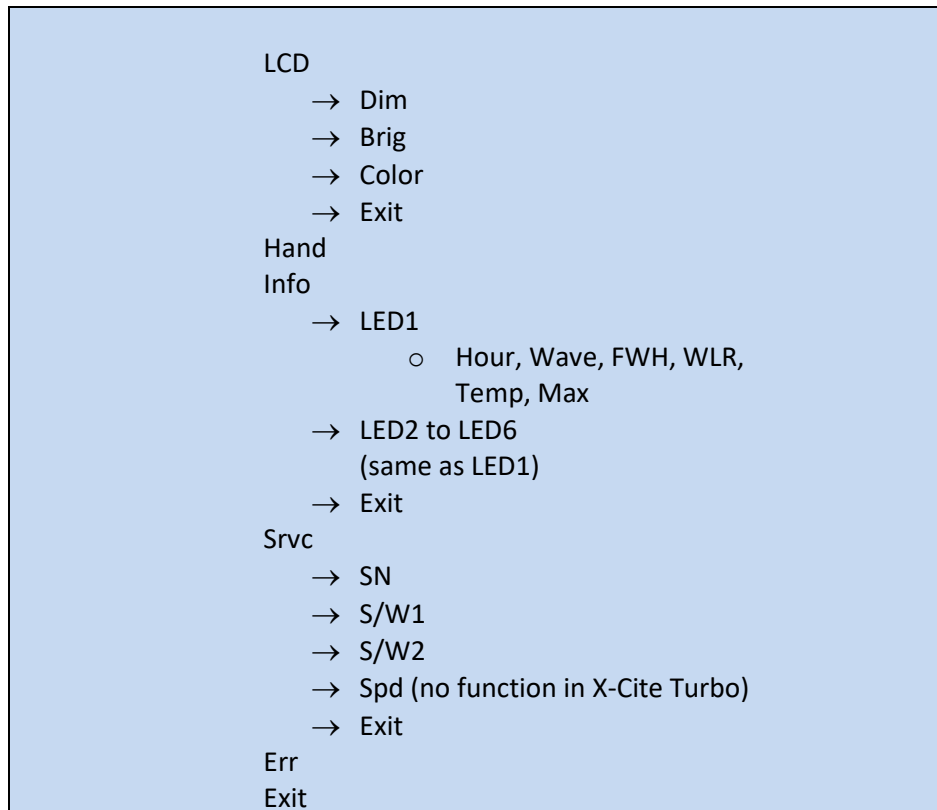 LCD
→ Dim
→ Brig
→ Color
→ Exit
Hand
Info
→ LED1
o Hour, Wave, FWH, WLR,
Temp, Max
→ LED2 to LED6
(same as LED1)
→ Exit
Srvc
→ SN
→ S/W1
→ S/W2
→ Spd (no function in X-Cite Turbo)
→ Exit
Err
Exit